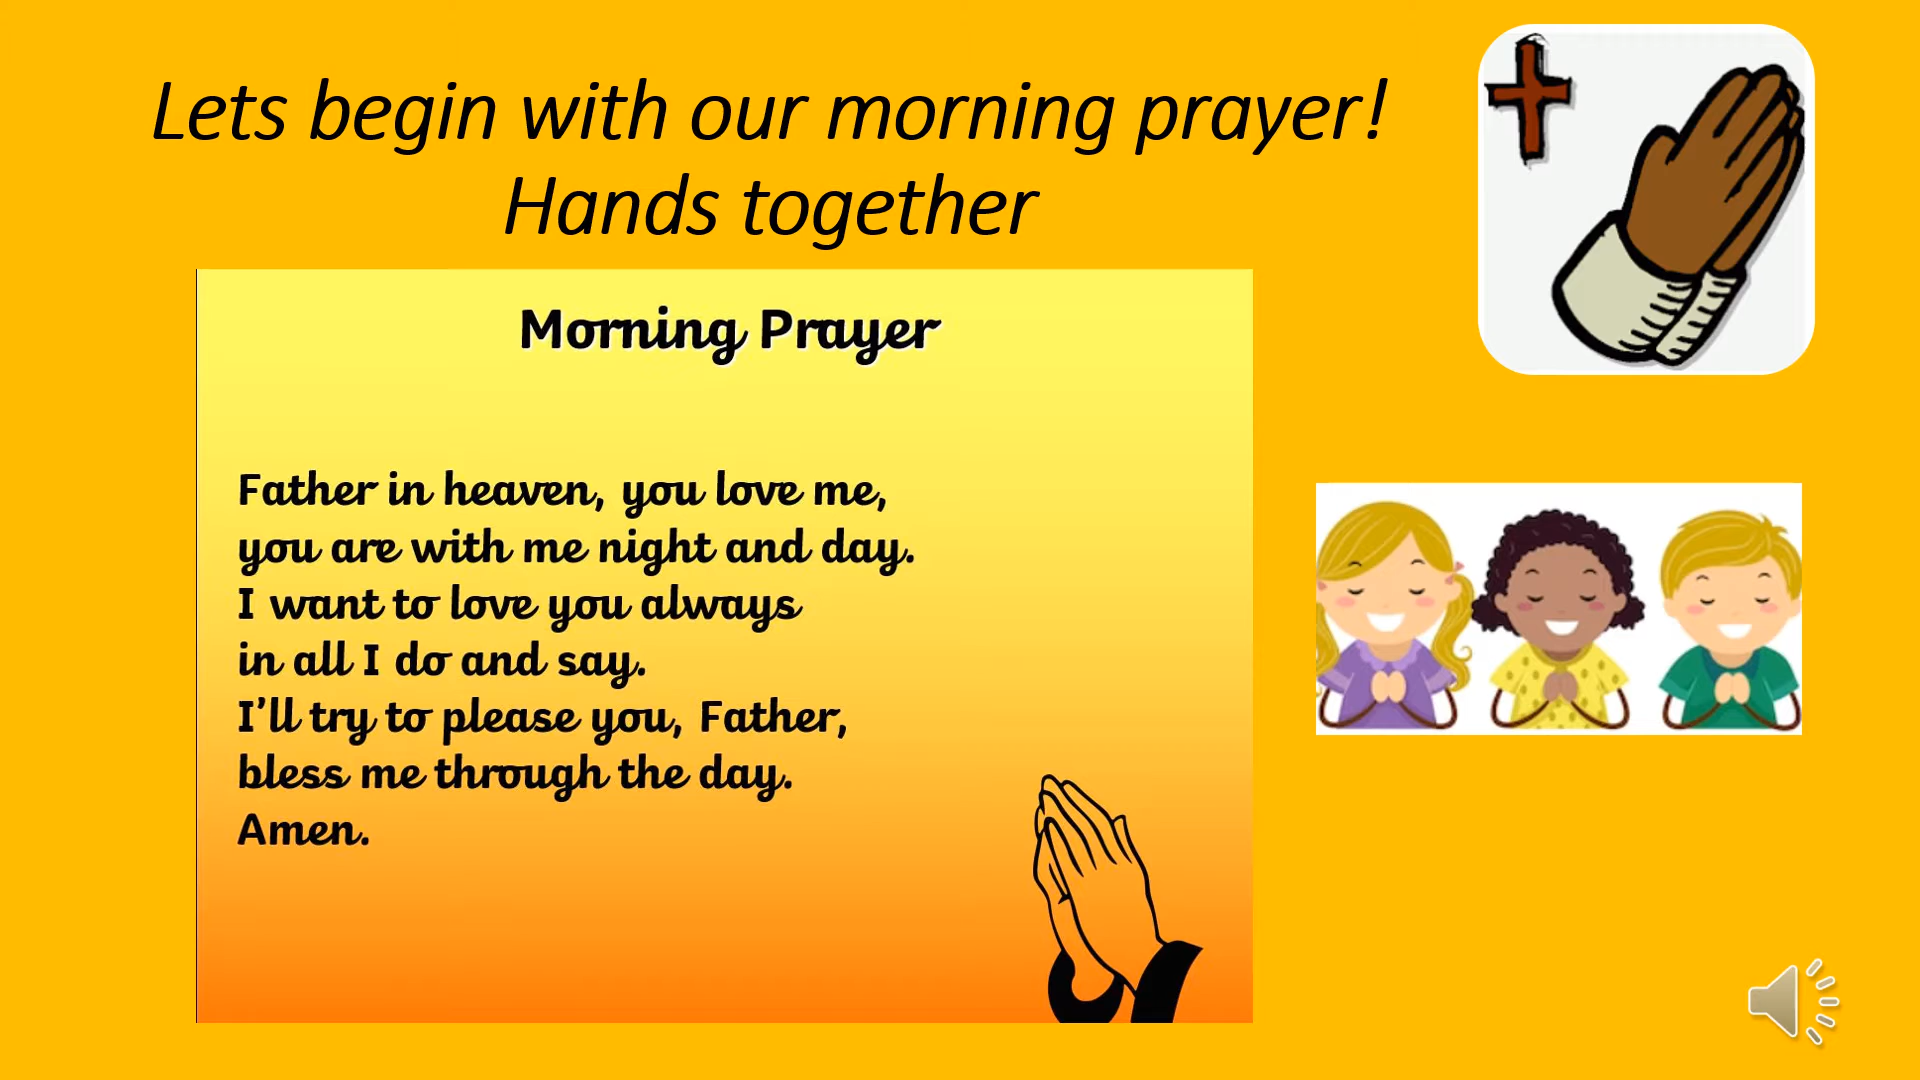 Lets begin with our morning prayer!
Hands together
Morning Prayer
Father in heaven, you love me,
you are with me night and day.
I want to love you always
in all I do and say.
I'll try to please you, Father,
bless me through the day.
Amen.